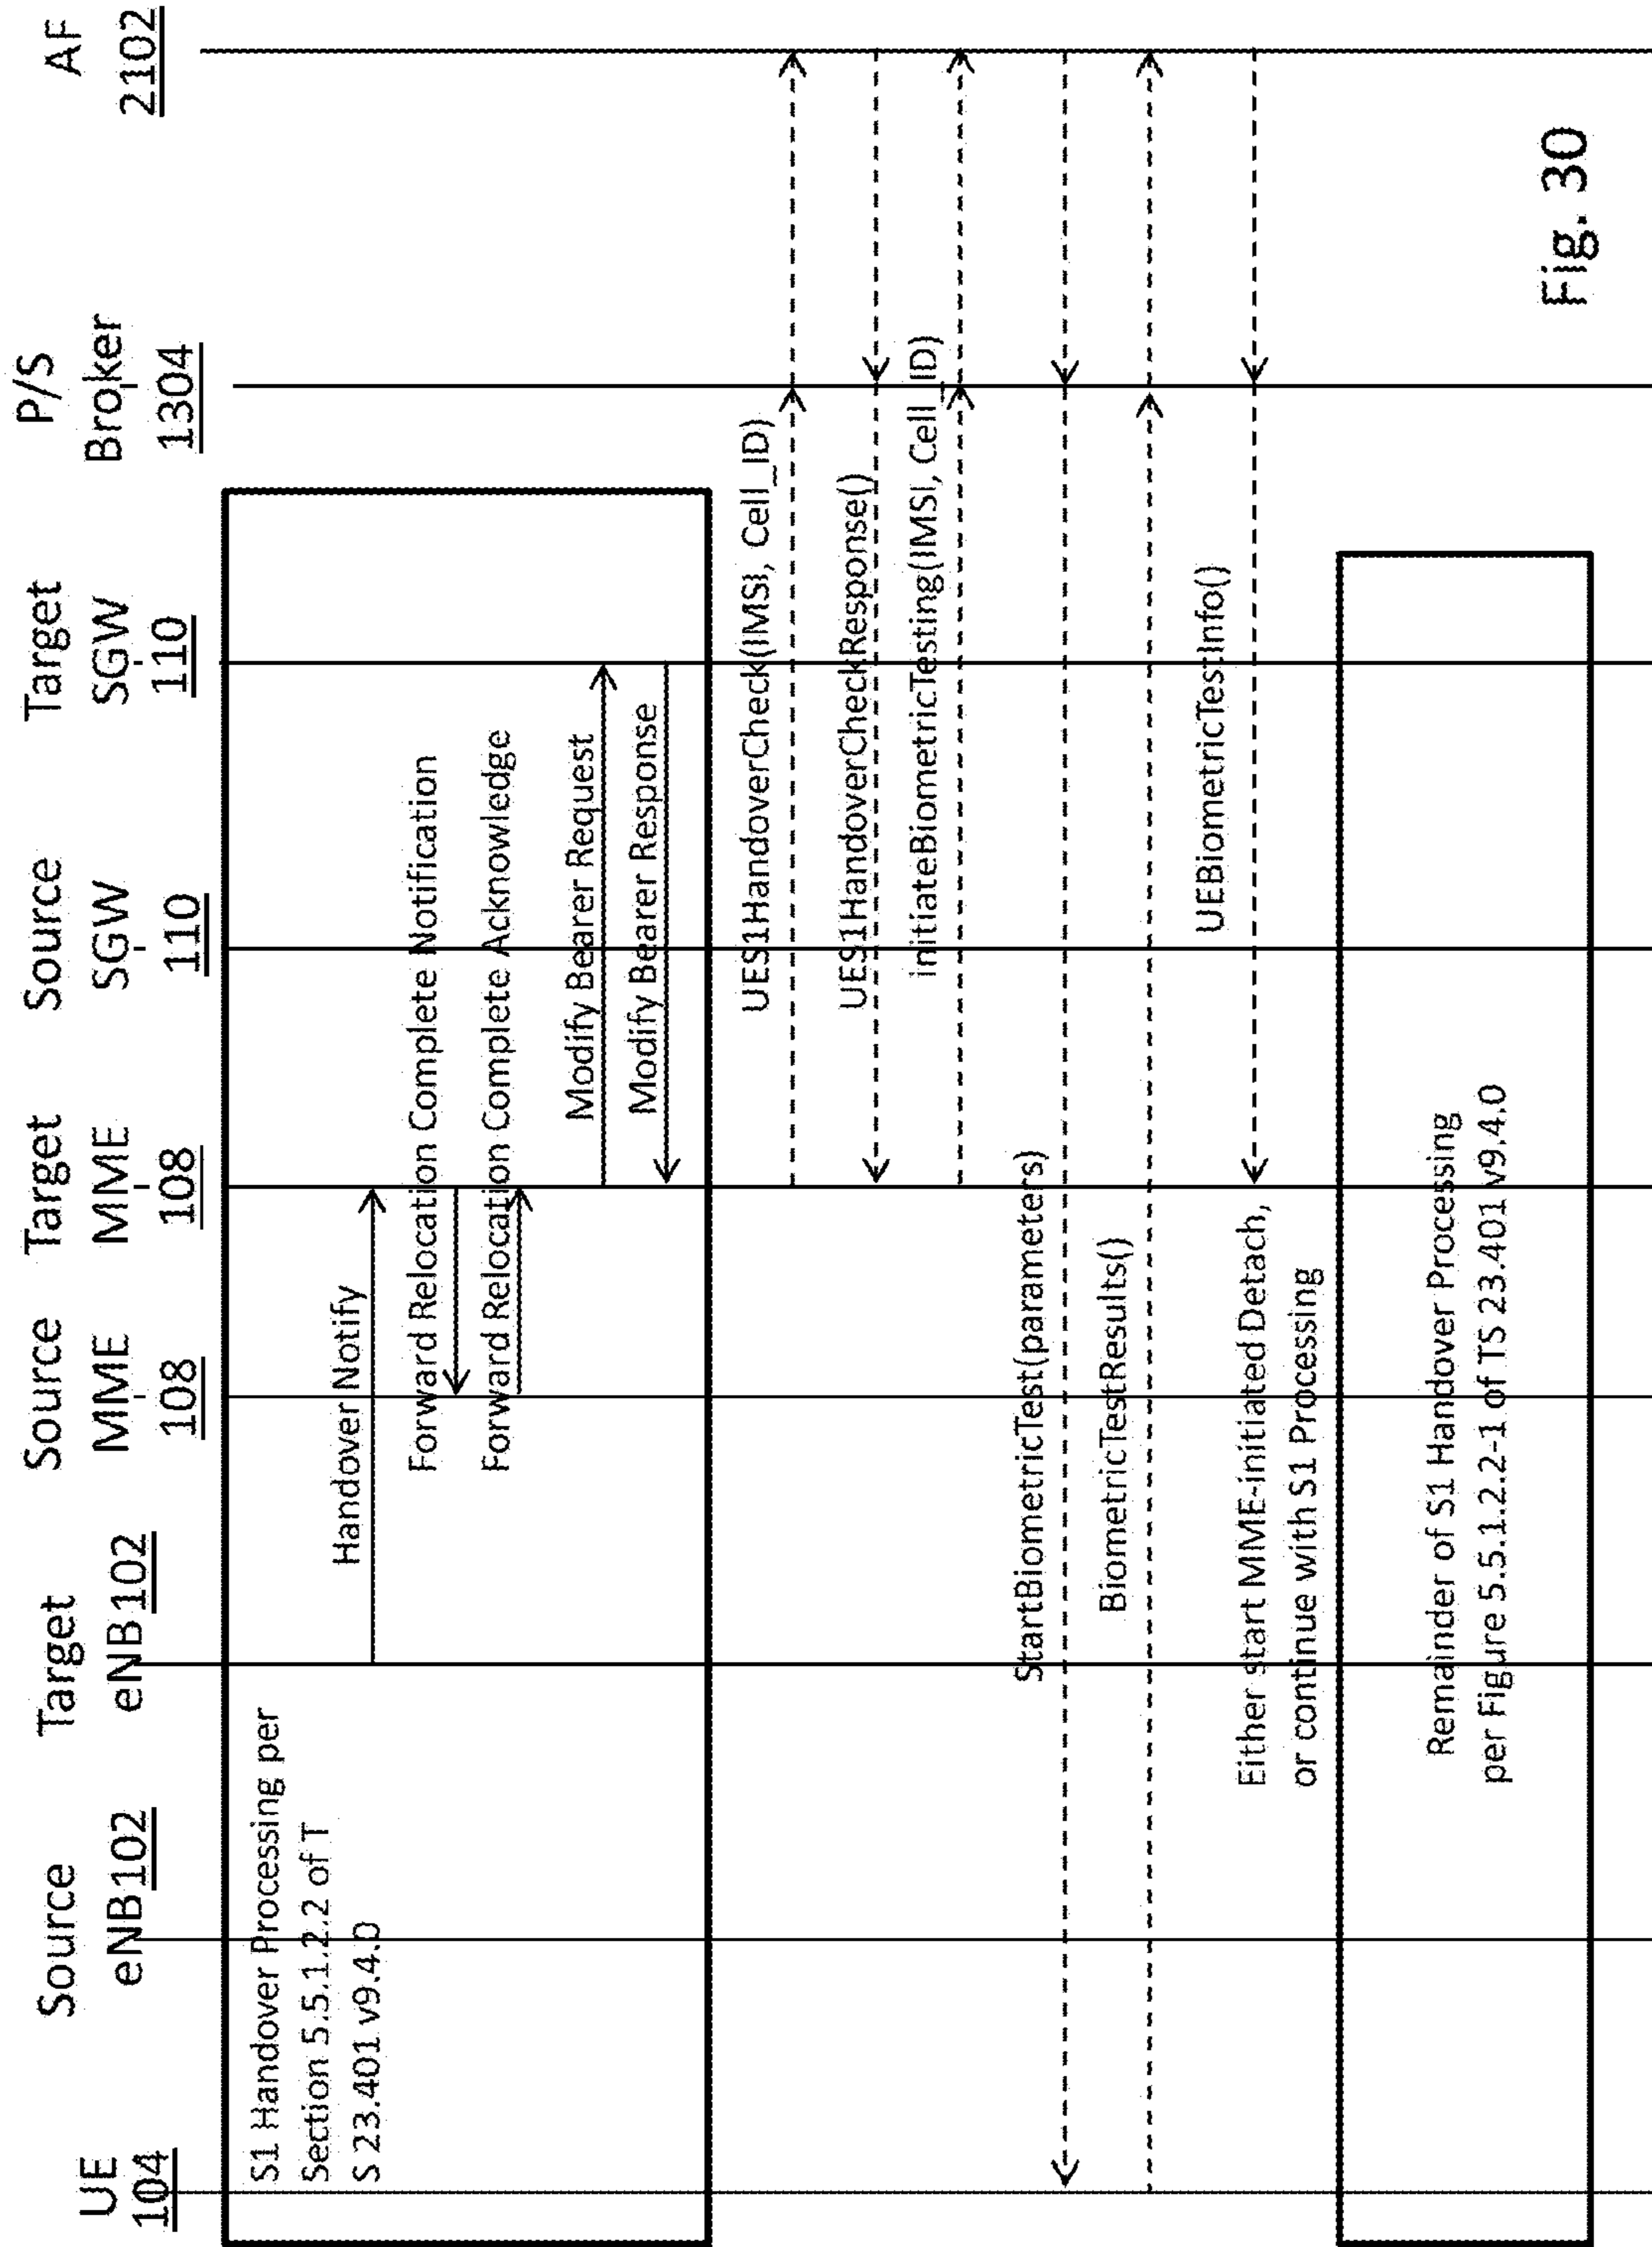 UE
104
Source
eNB 102
Target
eNB 102
Source
MME
108
Target
MME
108
Source
SGW
110
Target
SGW
110
P/S
Broker
1304
AF
2102
S1 Handover Processing per
Section 5.5.1.2.2 of T
S 23.401 v9.4.0
Handover Notify
Forward Relocation Complete Notification
Forward Relocation Complete Acknowledge
Modify Bearer Request
Modify Bearer Response
UES1HandoverCheck(IMSI, Cell_ID)
UES1HandoverCheckResponse()
initiateBiometricTesting(IMSI, Cell_ID)
StartBiometricTest(parameters)
BiometricTestResults()
UEBiometricTestInfo()
Either start MME-initiated Detach,
or continue with S1 Processing
Remainder of S1 Handover Processing
per Figure 5.5.1.2.2-1 of TS 23.401 v9.4.0
Fig. 30